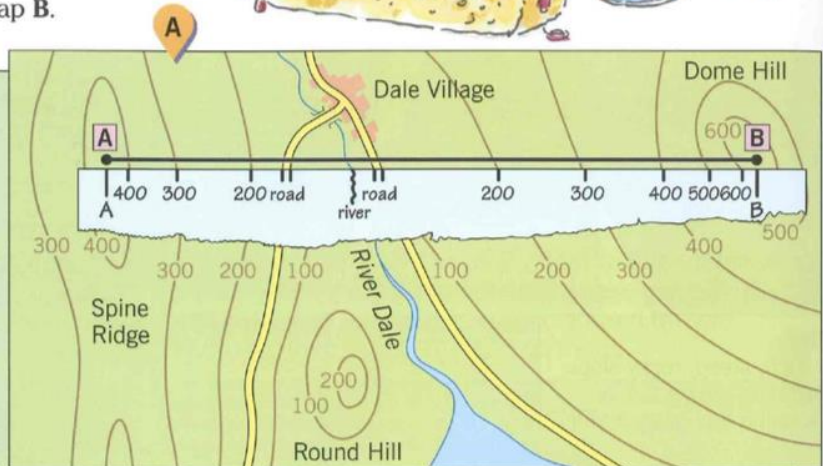 ap B.
A
Dale Village
Dome Hill
600
A
B
400 300 200 road road 200 300 400 500 600
A
river
B
300 400
300 200 100
100 200 300 400 500
River Dale
Spine
Ridge
200
100
Round Hill